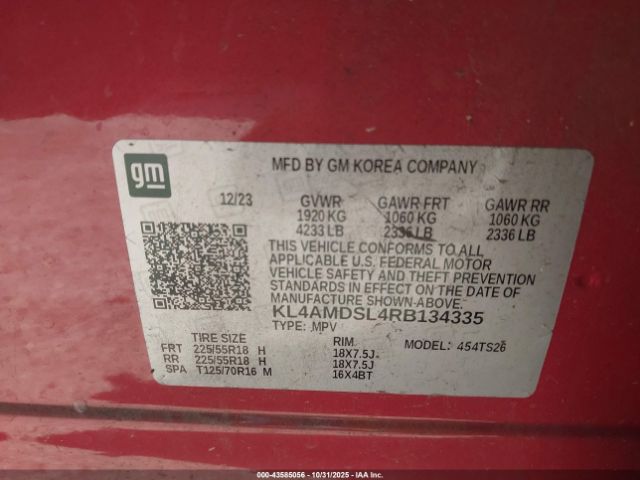 gm
MFD BY GM KOREA COMPANY
12/23 GVWR GAWR FRT GAWR RR
1920 KG 1060 KG 1060 KG
4233 LB 2336 LB 2336 LB
THIS VEHICLE CONFORMS TO ALL
APPLICABLE U.S. FEDERAL MOTOR
VEHICLE SAFETY AND THEFT PREVENTION
STANDARDS IN EFFECT ON THE DATE OF
MANUFACTURE SHOWN-ABOVE.
KL4AMDSL4RB134335
TYPE: MPV
TIRE SIZE RIM MODEL: 454TS26
FRT 225/55R18 H 18X7.5J
RR 225/55R18 H 18X7.5J
SPA T125/70R16 M 16X4BT
00-43585056 - 10/31/2025 - IAA Inc.